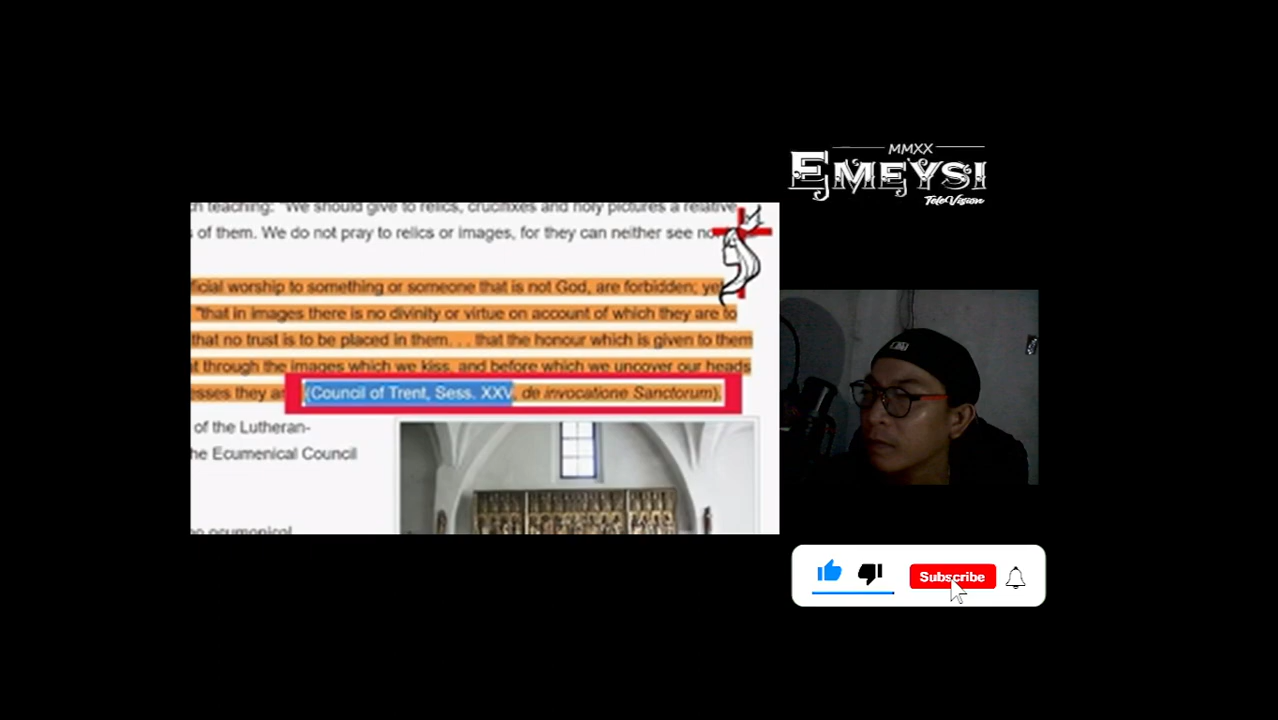 MMXX
EMEYSI
TeleVision
ch teaching: "We should give to relics, crucifixes and holy pictures a relative
of them. We do not pray to relics or images, for they can neither see no
ficial worship to something or someone that is not God, are forbidden; ye
"that in images there is no divinity or virtue on account of which they are to
that no trust is to be placed in them. . . that the honour which is given to them
t through the images which we kiss, and before which we uncover our heads
esses they a (Council of Trent, Sess. XXV, de invocatione Sanctorum).
of the Lutheran-
he Ecumenical Council
Subscribe